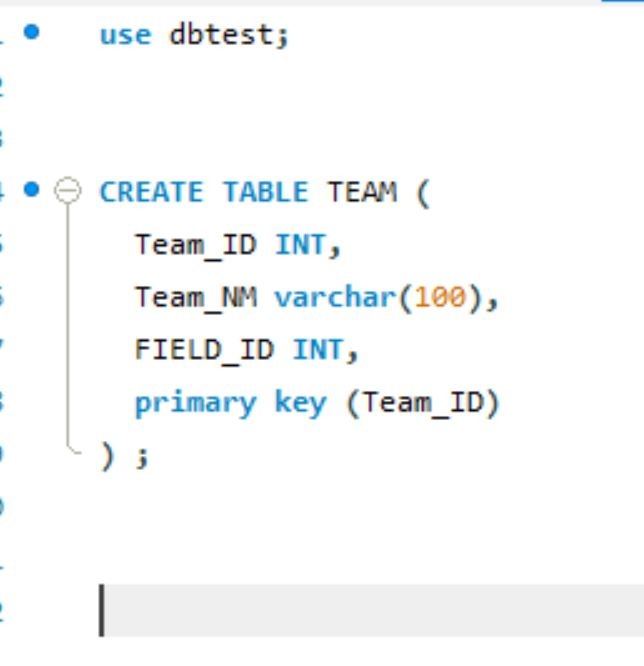 use dbtest;
CREATE TABLE TEAM (
Team_ID INT,
Team_NM varchar(100),
FIELD_ID INT,
primary key (Team_ID)
) ;